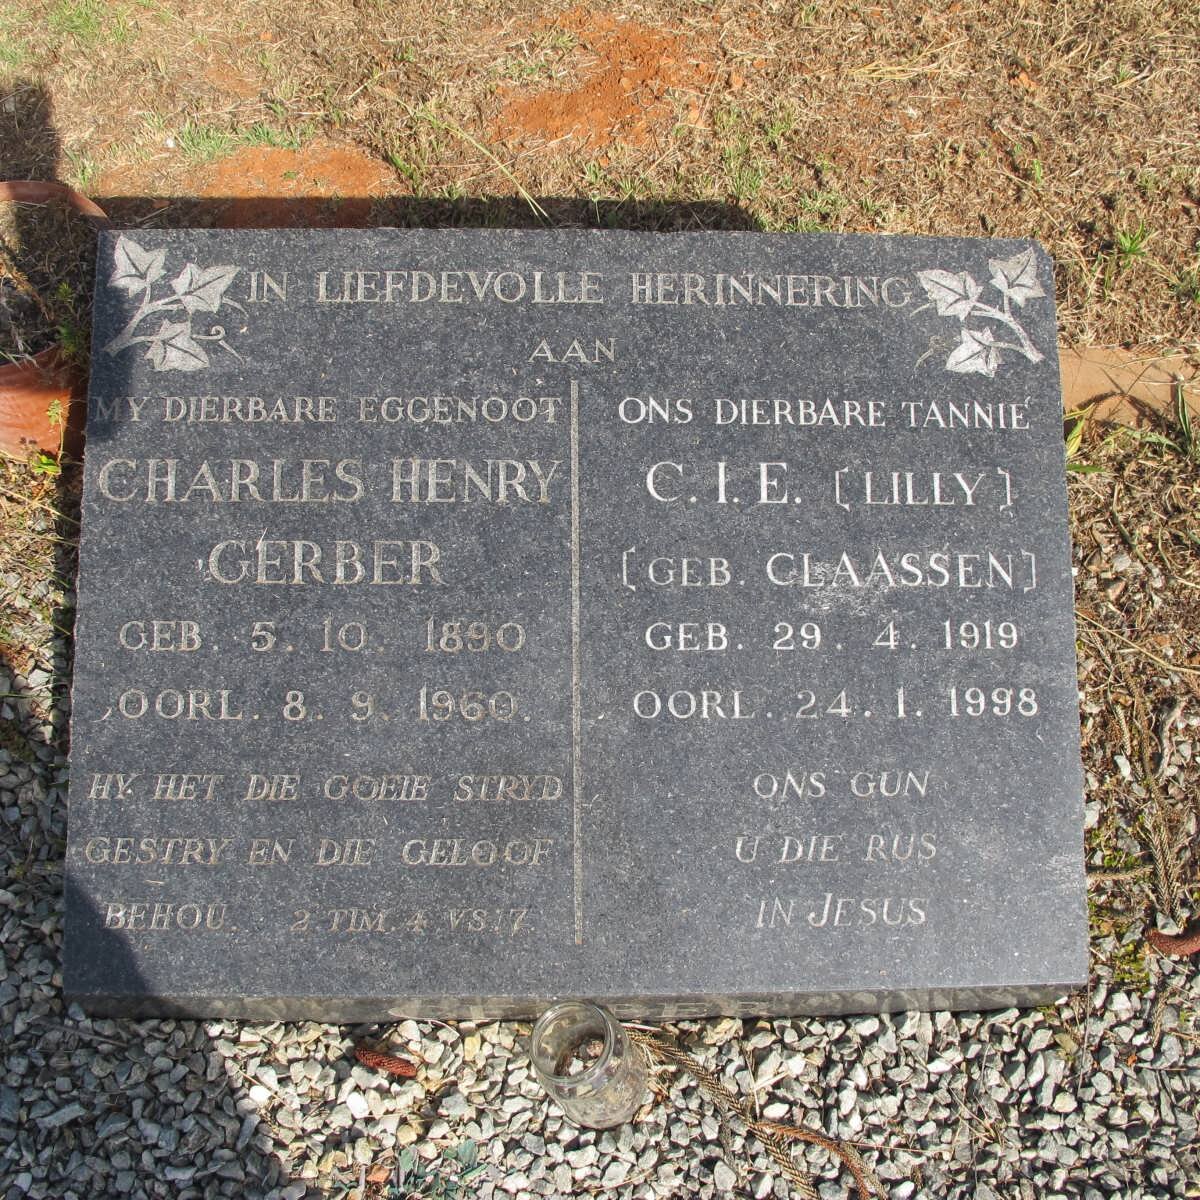 IN LIEFDEVOLLE HERINNERING
AAN
MY DIERBARE EGGENOOT
CHARLES HENRY
GERBER
GEB. 5. 10. 1890
OORL. 8. 9. 1960.
HY HET DIE GOEIE STRYD
GESTRY EN DIE GELOOF
BEHOU. 2 TIM. 4 VS. 7.
ONS DIERBARE TANNIE
C. I. E. [LILLY]
[GEB. CLAASSEN]
GEB. 29. 4. 1919
OORL. 24. 1. 1998
ONS GUN
U DIE RUS
IN JESUS